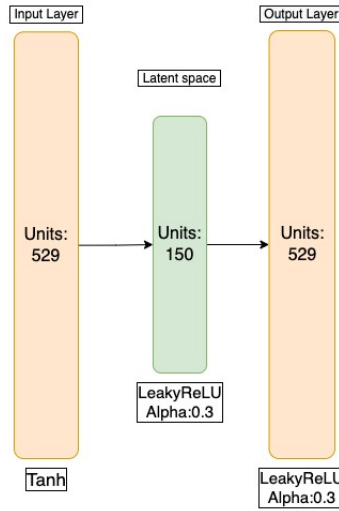 Input Layer
Output Layer
Latent space
Units:
529
Units:
150
Units:
529
LeakyReLU
Alpha:0.3
Tanh
LeakyReLU
Alpha:0.3